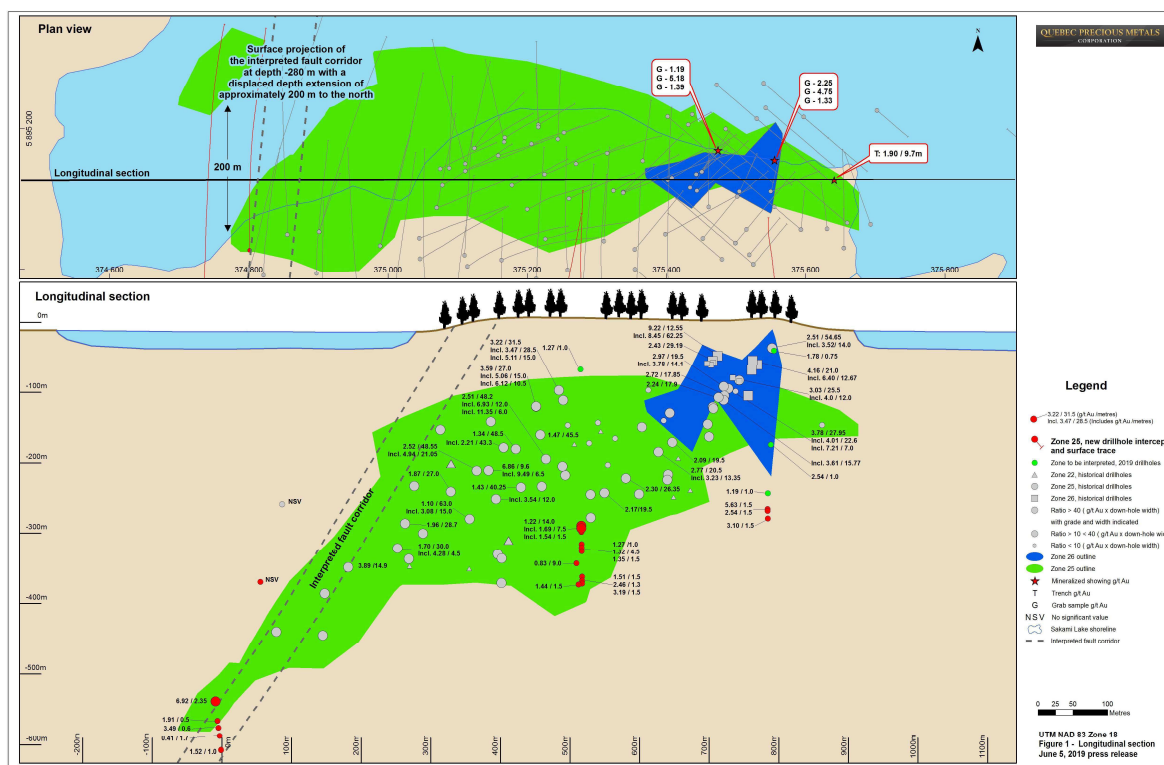 Plan view
QUEBEC PRECIOUS METALS
CORPORATION
N
Surface projection of
the interpreted fault corridor
at depth -280 m with a
displaced depth extension of
approximately 200 m to the north
G - 1.19
G - 5.18
G - 1.39
G - 2.25
G - 4.75
G - 1.33
T: 1.90 / 9.7m
5 895 200
200 m
Longitudinal section
374 600
374 800
375 000
375 200
375 400
375 600
375 800
Longitudinal section
0m
-100m
-200m
-300m
-400m
-500m
-600m
-200m
-100m
0m
100m
200m
300m
400m
500m
600m
700m
800m
900m
1000m
1100m
3.22 / 31.5
Incl. 3.47 / 28.5
Incl. 5.11 / 15.0
1.27 /1.0
3.59 / 27.0
Incl. 5.06 / 15.0
Incl. 6.12 / 10.5
2.51 / 48.2
Incl. 6.93 / 12.0
Incl. 11.35 / 6.0
1.34 / 48.5
Incl. 2.21 / 43.3
1.47 / 45.5
2.52 / 48.55
Incl. 4.94 / 21.05
6.86 / 9.6
Incl. 9.49 / 6.5
1.87 / 27.0
1.43 / 40.25
Incl. 3.54 / 12.0
1.10 / 63.0
Incl. 3.08 / 15.0
1.96 / 28.7
1.70 / 30.0
Incl. 4.28 / 4.5
3.89 / 14.9
1.22 / 14.0
Incl. 1.69 / 7.5
Incl. 1.54 / 1.5
1.27 / 1.0
1.32 / 4.5
1.35 / 1.5
0.83 / 9.0
1.51 / 1.5
2.46 / 1.3
3.19 / 1.5
1.44 / 1.5
9.22 / 12.55
Incl. 8.45 / 62.25
2.43 / 29.19
2.97 / 19.5
Incl. 3.78 / 14.1
2.72 / 17.85
2.24 / 17.9
2.51 / 54.65
Incl. 3.52 / 14.0
1.78 / 0.75
4.16 / 21.0
Incl. 6.40 / 12.67
3.03 / 25.5
Incl. 4.0 / 12.0
3.78 / 27.95
Incl. 4.01 / 22.6
Incl. 7.21 / 7.0
Incl. 3.61 / 15.77
2.54 / 1.0
2.09 / 19.5
2.77 / 20.5
Incl. 3.23 / 13.35
2.30 / 26.35
2.17/19.5
1.19 / 1.0
5.63 / 1.5
2.54 / 1.5
3.10 / 1.5
NSV
NSV
Interpreted fault corridor
6.92 / 2.35
1.91 / 0.5
3.49 / 0.6
0.41 / 1.7
1.52 / 1.0
Legend
3.22 / 31.5 (g/t Au /metres)
Incl. 3.47 / 28.5 (Includes g/t Au /metres)
Zone 25, new drillhole intercep
and surface trace
Zone to be interpreted, 2019 drillholes
Zone 22, historical drillholes
Zone 25, historical drillholes
Zone 26, historical drillholes
Ratio > 40 ( g/t Au x down-hole width)
with grade and width indicated
Ratio > 10 < 40 ( g/t Au x down-hole wid
Ratio < 10 ( g/t Au x down-hole width)
Zone 26 outline
Zone 25 outline
Mineralized showing g/t Au
T Trench g/t Au
G Grab sample g/t Au
NSV No significant value
Sakami Lake shoreline
Interpreted fault corridor
0 25 50 100
Metres
UTM NAD 83 Zone 18
Figure 1 - Longitudinal section
June 5, 2019 press release